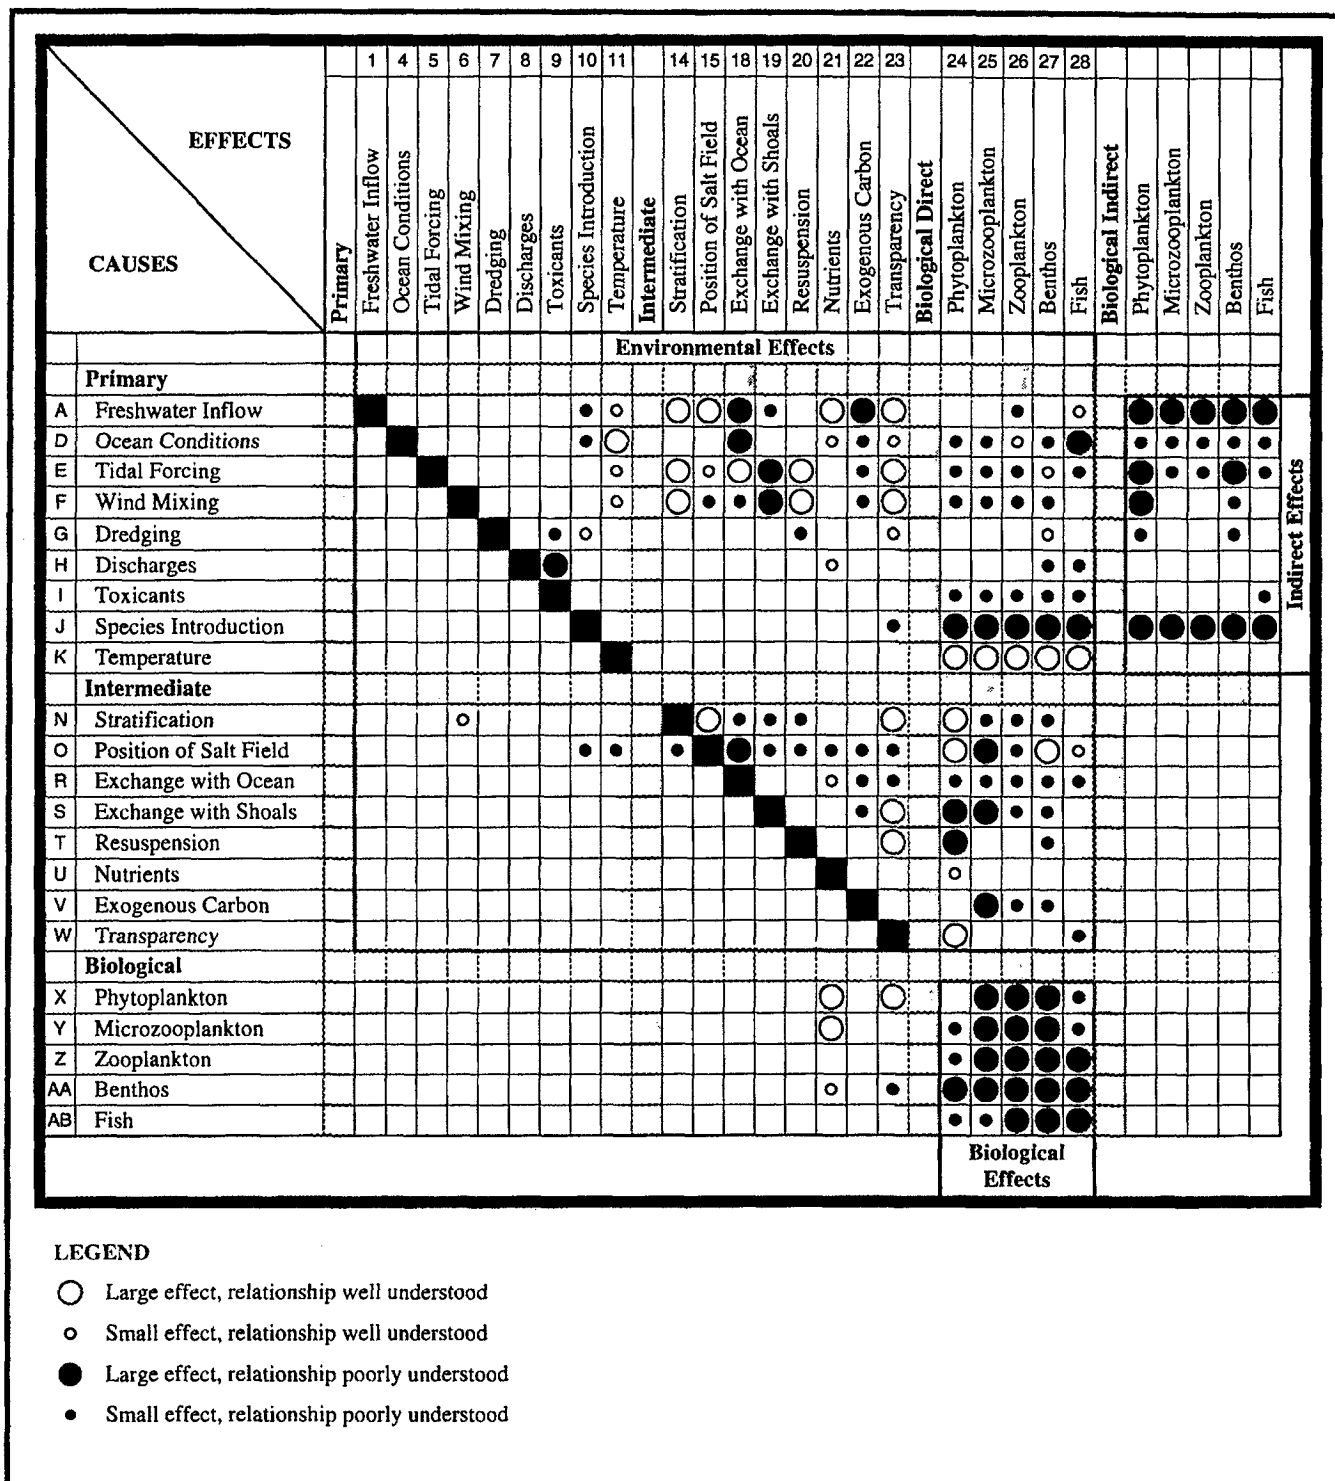 1 4 5 6 7 8 9 10 11 14 15 18 19 20 21 22 23 24 25 26 27 28
EFFECTS
CAUSES
Primary
Freshwater Inflow
Ocean Conditions
Tidal Forcing
Wind Mixing
Dredging
Discharges
Toxicants
Species Introduction
Temperature
Intermediate
Stratification
Position of Salt Field
Exchange with Ocean
Exchange with Shoals
Resuspension
Nutrients
Exogenous Carbon
Transparency
Biological Direct
Phytoplankton
Microzooplankton
Zooplankton
Benthos
Fish
Biological Indirect
Phytoplankton
Microzooplankton
Zooplankton
Benthos
Fish
Environmental Effects
Primary
A Freshwater Inflow
D Ocean Conditions
E Tidal Forcing
F Wind Mixing
G Dredging
H Discharges
I Toxicants
J Species Introduction
K Temperature
Indirect Effects
Intermediate
N Stratification
O Position of Salt Field
R Exchange with Ocean
S Exchange with Shoals
T Resuspension
U Nutrients
V Exogenous Carbon
W Transparency
Biological
X Phytoplankton
Y Microzooplankton
Z Zooplankton
AA Benthos
AB Fish
Biological
Effects
LEGEND
Large effect, relationship well understood
Small effect, relationship well understood
Large effect, relationship poorly understood
Small effect, relationship poorly understood